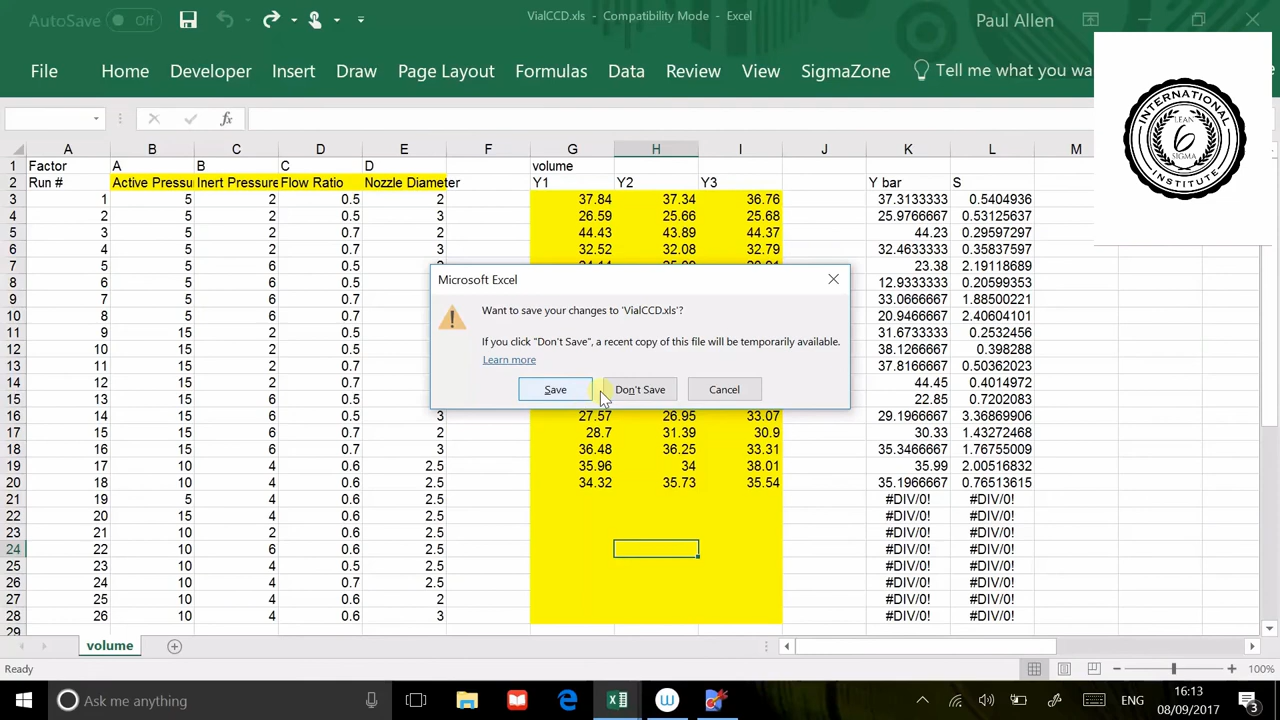 AutoSave Off VialCCD.xls - Compatibility Mode - Excel Paul Allen
File Home Developer Insert Draw Page Layout Formulas Data Review View SigmaZone Tell me what you wa
INTERNATIONAL LEAN 6 SIGMA INSTITUTE
fx
A B C D E F G H I J K L M
1 Factor A B C D volume
2 Run # Active Pressu Inert Pressure Flow Ratio Nozzle Diameter Y1 Y2 Y3 Y bar S
3 1 5 2 0.5 2 37.84 37.34 36.76 37.3133333 0.5404936
4 2 5 2 0.5 3 26.59 25.66 25.68 25.9766667 0.53125637
5 3 5 2 0.7 2 44.43 43.89 44.37 44.23 0.29597297
6 4 5 2 0.7 3 32.52 32.08 32.79 32.4633333 0.35837597
7 5 5 6 0.5 23.38 2.19118689
8 6 5 6 0.5 12.9333333 0.20599353
9 7 5 6 0.7 33.0666667 1.88500221
10 8 5 6 0.7 20.9466667 2.40604101
11 9 15 2 0.5 31.6733333 0.2532456
12 10 15 2 0.5 38.1266667 0.398288
13 11 15 2 0.7 37.8166667 0.50362023
14 12 15 2 0.7 44.45 0.4014972
15 13 15 6 0.5 22.85 0.7202083
16 14 15 6 0.5 3 27.57 26.95 33.07 29.1966667 3.36869906
17 15 15 6 0.7 2 28.7 31.39 30.9 30.33 1.43272468
18 16 15 6 0.7 3 36.48 36.25 33.31 35.3466667 1.76755009
19 17 10 4 0.6 2.5 35.96 34 38.01 35.99 2.00516832
20 18 10 4 0.6 2.5 34.32 35.73 35.54 35.1966667 0.76513615
21 19 5 4 0.6 2.5 #DIV/0! #DIV/0!
22 20 15 4 0.6 2.5 #DIV/0! #DIV/0!
23 21 10 2 0.6 2.5 #DIV/0! #DIV/0!
24 22 10 6 0.6 2.5 #DIV/0! #DIV/0!
25 23 10 4 0.5 2.5 #DIV/0! #DIV/0!
26 24 10 4 0.7 2.5 #DIV/0! #DIV/0!
27 25 10 4 0.6 2 #DIV/0! #DIV/0!
28 26 10 4 0.6 3 #DIV/0! #DIV/0!
29
Microsoft Excel
Want to save your changes to 'VialCCD.xls'?
If you click "Don't Save", a recent copy of this file will be temporarily available.
Learn more
Save Don't Save Cancel
volume
Ready 100%
Ask me anything ENG 16:13
08/09/2017 3